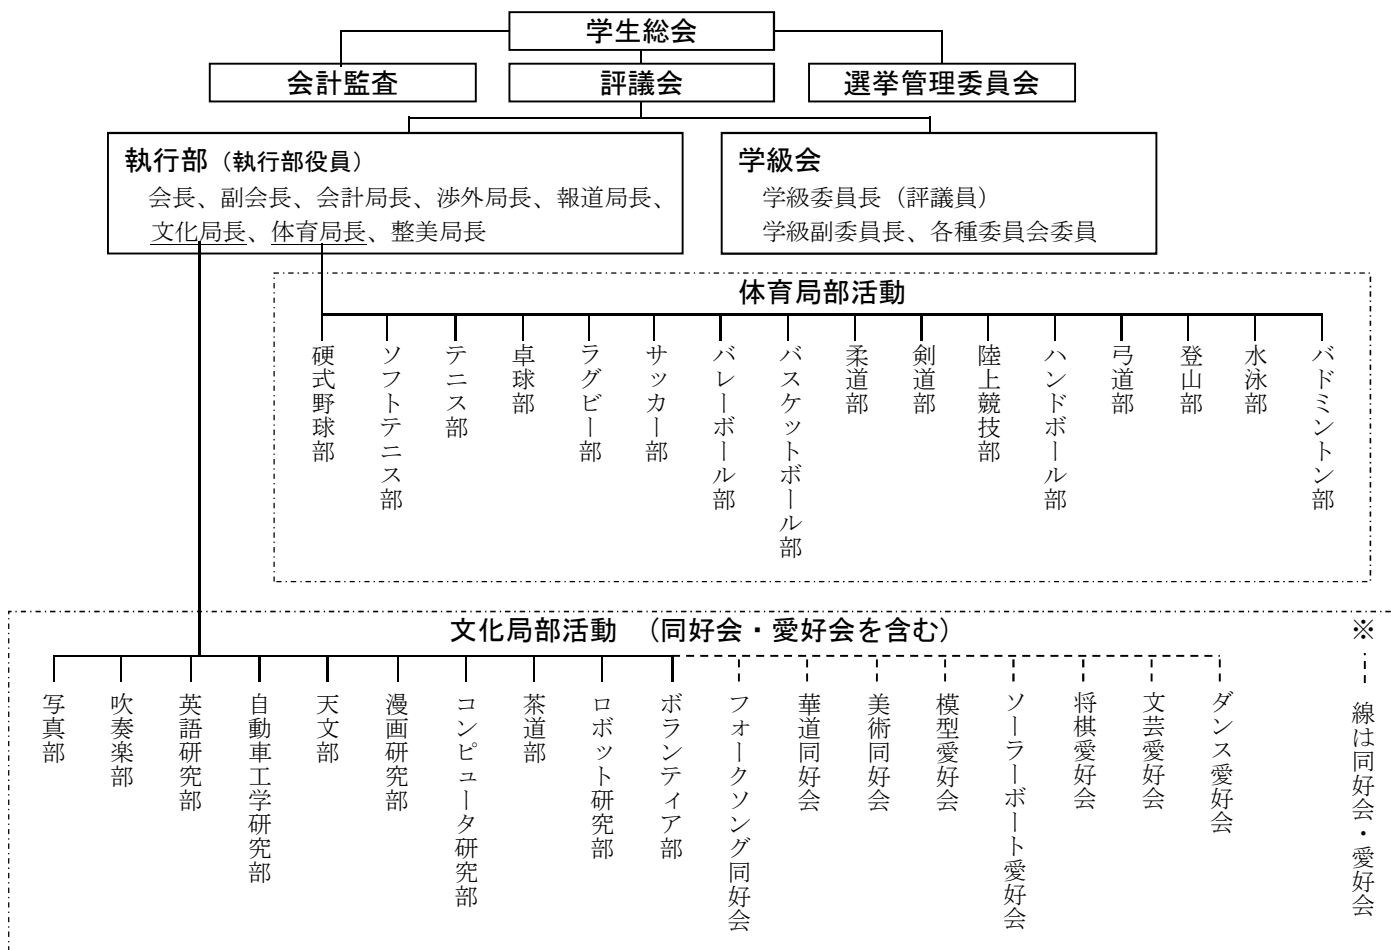 学生総会
会計監査
評議会
選挙管理委員会
執行部（執行部役員）
会長、副会長、会計局長、渉外局長、報道局長、
文化局長、体育局長、整美局長
学級会
学級委員長（評議員）
学級副委員長、各種委員会委員
体育局部活動
硬式野球部
ソフトテニス部
テニス部
卓球部
ラグビー部
サッカー部
バレーボール部
バスケットボール部
柔道部
剣道部
陸上競技部
ハンドボール部
弓道部
登山部
水泳部
バドミントン部
文化局部活動　（同好会・愛好会を含む）
写真部
吹奏楽部
英語研究部
自動車工学研究部
天文部
漫画研究部
コンピュータ研究部
茶道部
ロボット研究部
ボランティア部
フォークソング同好会
華道同好会
美術同好会
模型愛好会
ソーラーボート愛好会
将棋愛好会
文芸愛好会
ダンス愛好会
※
線は同好会・愛好会